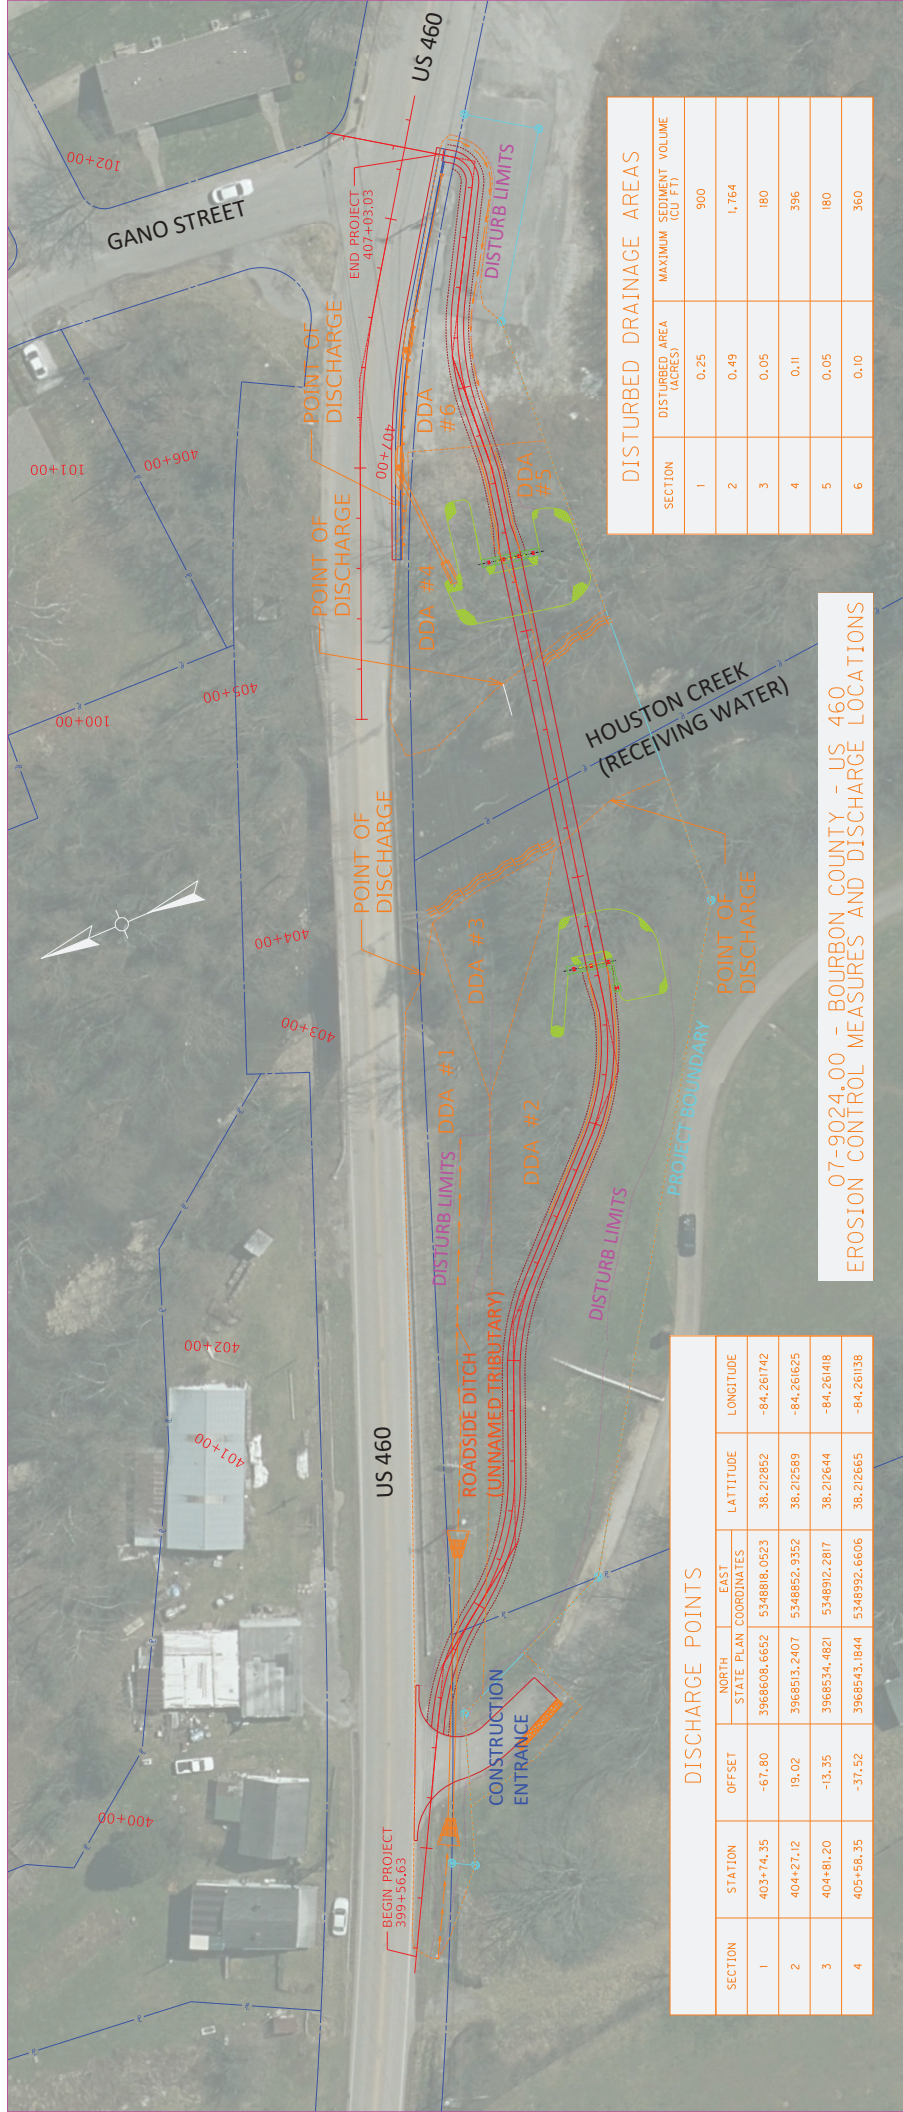 US 460
GANO STREET
102+00
END PROJECT
407+03.03
DISTURB LIMITS
POINT OF
DISCHARGE
101+00
406+00
407+00
DDA
#6
DDA
#5
POINT OF
DISCHARGE
DDA #4
405+00
100+00
HOUSTON CREEK
(RECEIVING WATER)
POINT OF
DISCHARGE
404+00
403+00
DDA #3
POINT OF
DISCHARGE
DDA #1
DDA #2
DISTURB LIMITS
DISTURB LIMITS
PROJECT BOUNDARY
402+00
401+00
US 460
ROADSIDE DITCH
(UNNAMED TRIBUTARY)
CONSTRUCTION
ENTRANCE
400+00
BEGIN PROJECT
399+56.63
DISTURBED DRAINAGE AREAS
SECTION DISTURBED AREA (ACRES) MAXIMUM SEDIMENT VOLUME (CU FT)
1 0.25 900
2 0.49 1,764
3 0.05 180
4 0.11 396
5 0.05 180
6 0.10 360
07-9024.00 - BOURBON COUNTY - US 460
EROSION CONTROL MEASURES AND DISCHARGE LOCATIONS
DISCHARGE POINTS
SECTION STATION OFFSET NORTH EAST LATTITUDE LONGITUDE
STATE PLAN COORDINATES
1 403+74.35 -67.80 3968608.6652 5348818.0523 38.212852 -84.261742
2 404+27.12 19.02 3968513.2407 5348852.9352 38.212589 -84.261625
3 404+81.20 -13.35 3968534.4821 5348912.2817 38.212644 -84.261418
4 405+58.35 -37.52 3968543.1844 5348992.6606 38.212665 -84.261138